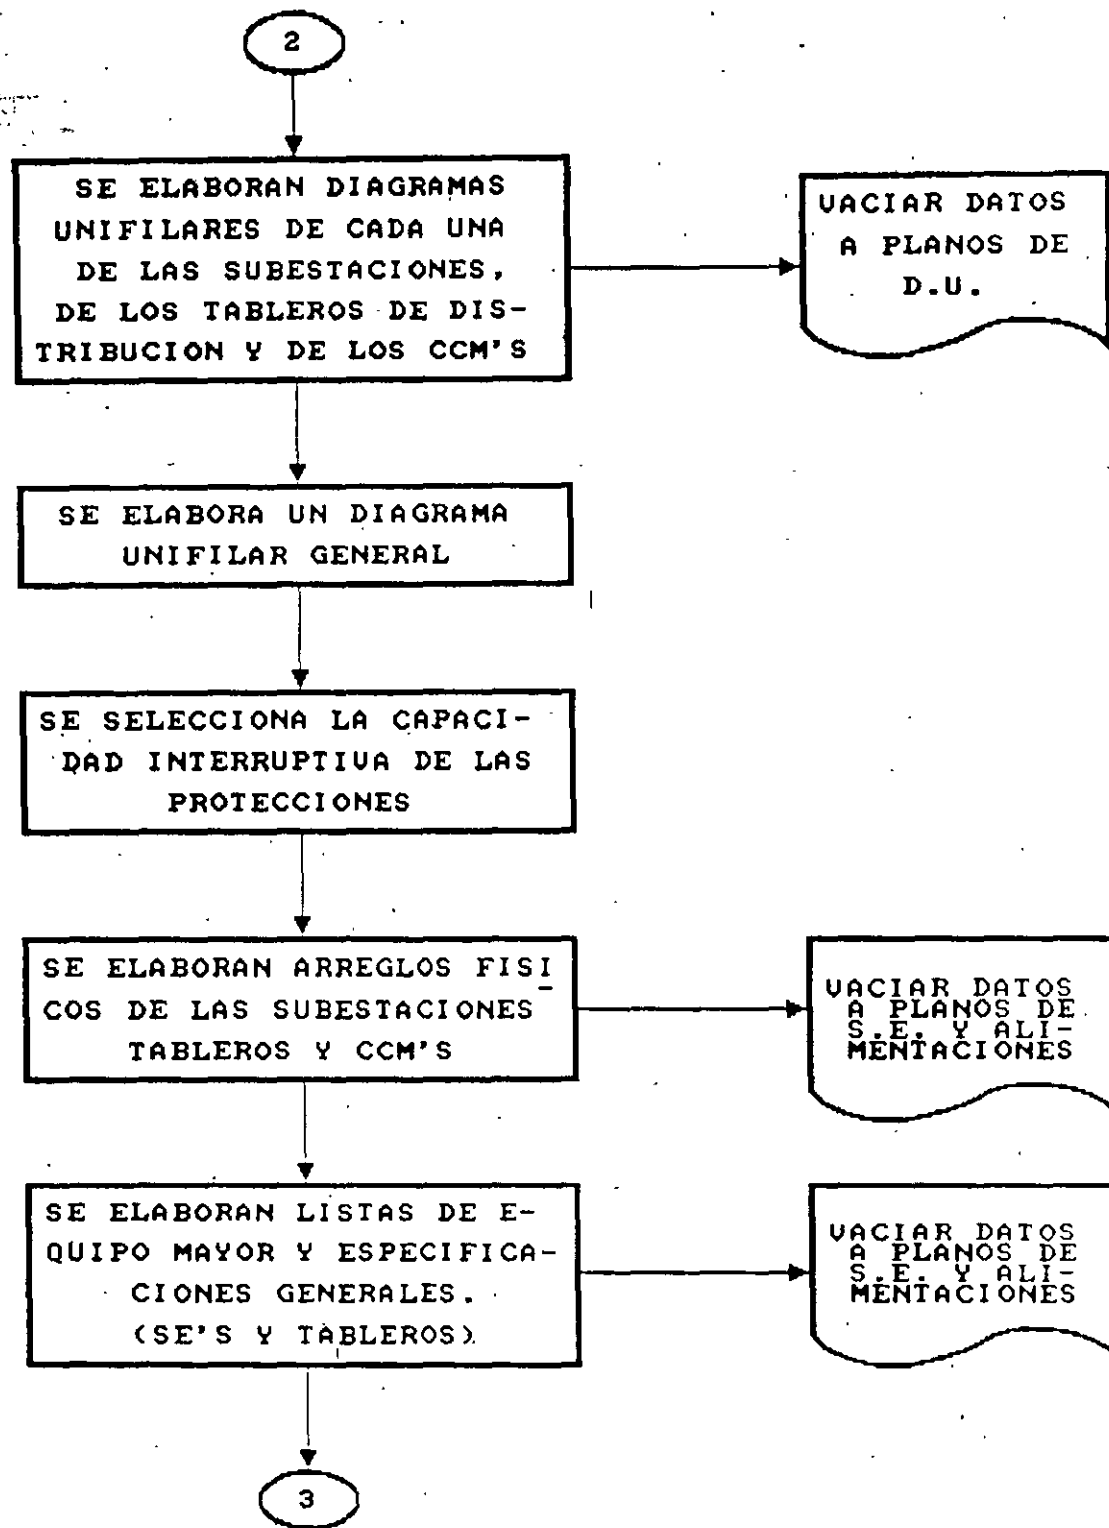 2
SE ELABORAN DIAGRAMAS
UNIFILARES DE CADA UNA
DE LAS SUBESTACIONES,
DE LOS TABLEROS DE DIS-
TRIBUCION Y DE LOS CCM'S
VACIAR DATOS
A PLANOS DE
D.U.
SE ELABORA UN DIAGRAMA
UNIFILAR GENERAL
SE SELECCIONA LA CAPACI-
DAD INTERRUPTIVA DE LAS
PROTECCIONES
SE ELABORAN ARREGLOS FISI
COS DE LAS SUBESTACIONES
TABLEROS Y CCM'S
VACIAR DATOS
A PLANOS DE
S.E. Y ALI-
MENTACIONES
SE ELABORAN LISTAS DE E-
QUIPO MAYOR Y ESPECIFICA-
CIONES GENERALES.
(SE'S Y TABLEROS)
VACIAR DATOS
A PLANOS DE
S.E. Y ALI-
MENTACIONES
3